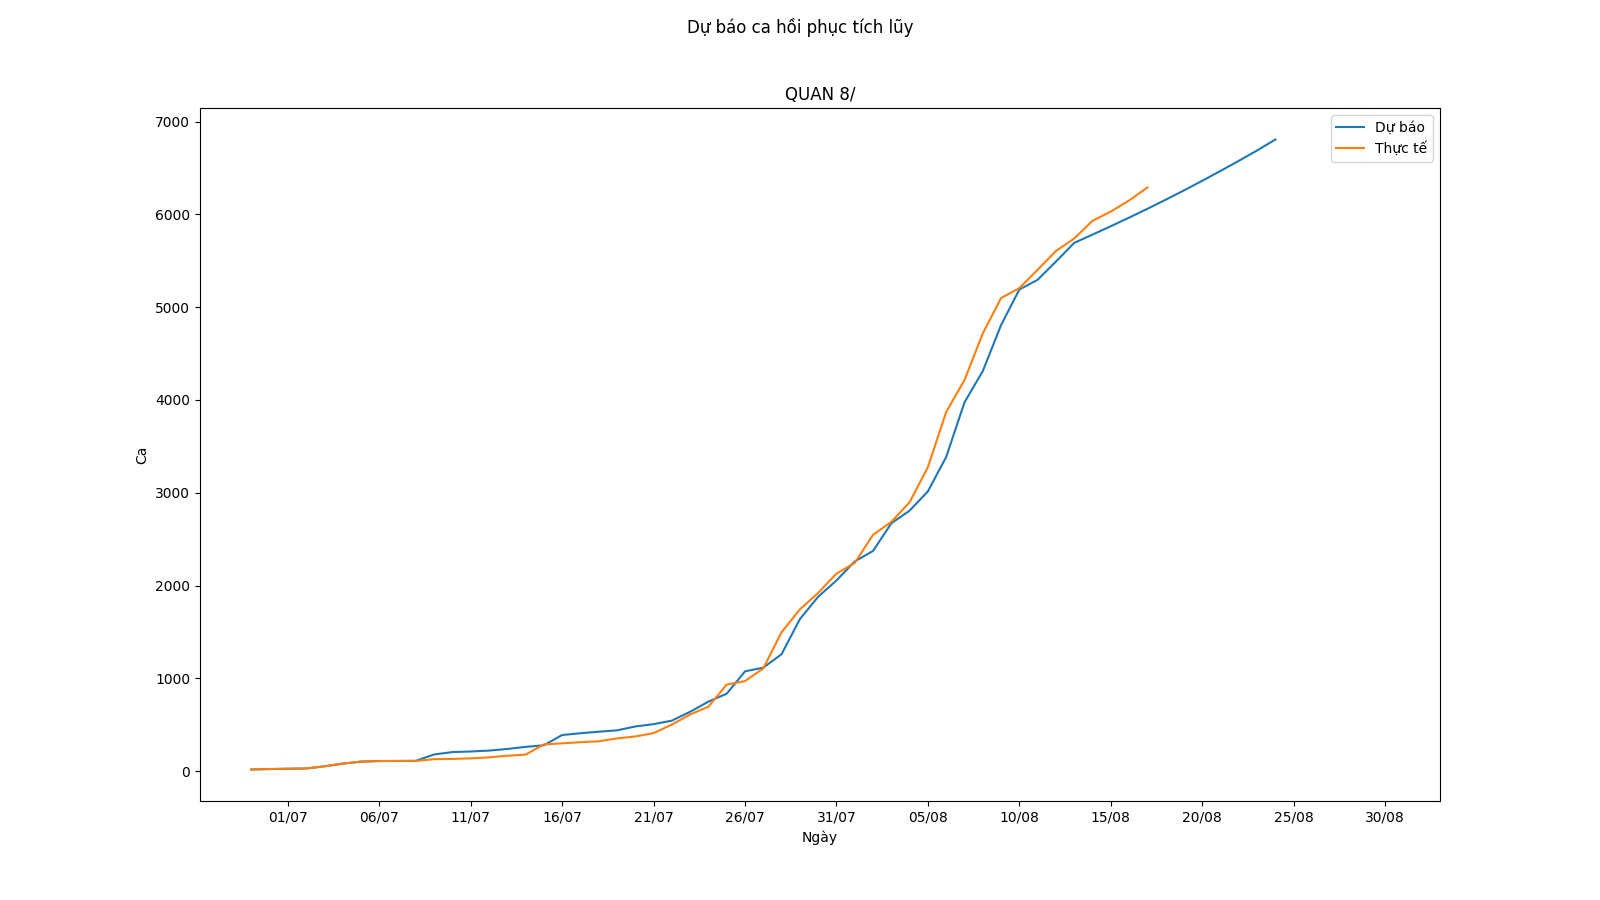 Dự báo ca hồi phục tích lũy
QUAN 8/
Dự báo
Thực tế
7000
6000
5000
4000
3000
2000
1000
0
Ca
01/07 06/07 11/07 16/07 21/07 26/07 31/07 05/08 10/08 15/08 20/08 25/08 30/08
Ngày